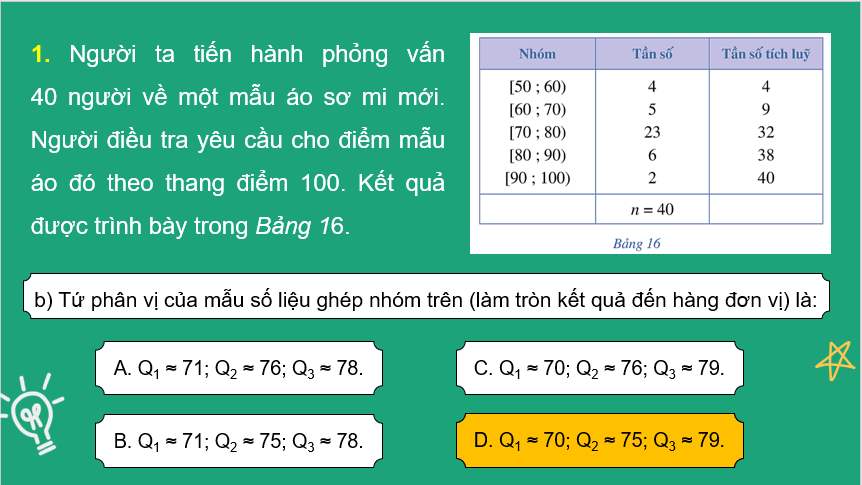 1. Người ta tiến hành phỏng vấn
40 người về một mẫu áo sơ mi mới.
Người điều tra yêu cầu cho điểm mẫu
áo đó theo thang điểm 100. Kết quả
được trình bày trong Bảng 16.
Nhóm Tần số Tần số tích luỹ
[50 ; 60) 4 4
[60 ; 70) 5 9
[70 ; 80) 23 32
[80 ; 90) 6 38
[90 ; 100) 2 40
n = 40
Bảng 16
b) Tứ phân vị của mẫu số liệu ghép nhóm trên (làm tròn kết quả đến hàng đơn vị) là:
A. Q₁ ≈ 71; Q₂ ≈ 76; Q₃ ≈ 78.
C. Q₁ ≈ 70; Q₂ ≈ 76; Q₃ ≈ 79.
B. Q₁ ≈ 71; Q₂ ≈ 75; Q₃ ≈ 78.
D. Q₁ ≈ 70; Q₂ ≈ 75; Q₃ ≈ 79.